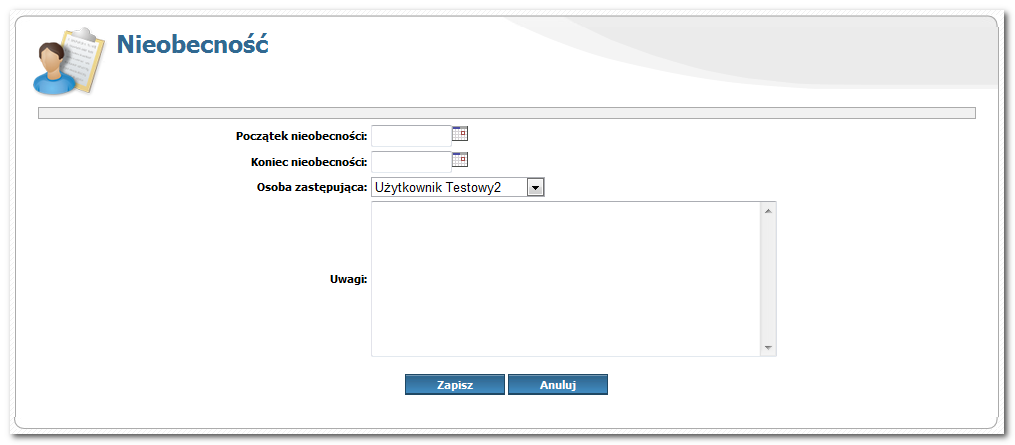 Nieobecność
Początek nieobecności:
Koniec nieobecności:
Osoba zastępująca: Użytkownik Testowy2
Uwagi:
Zapisz Anuluj